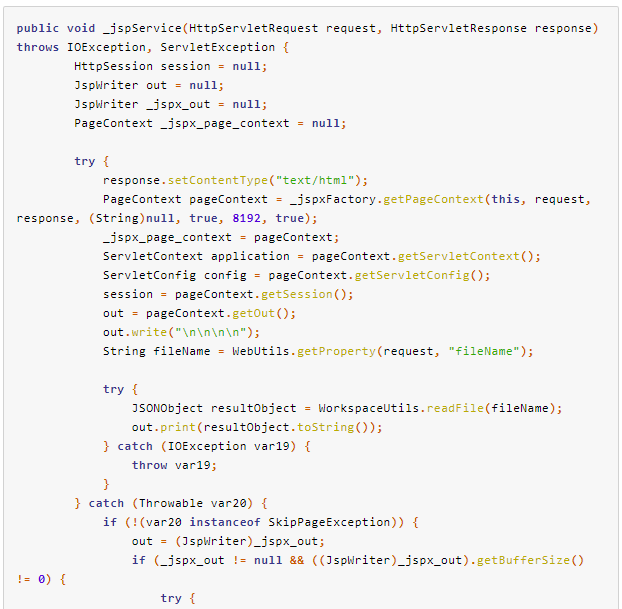 public void _jspService(HttpServletRequest request, HttpServletResponse response)
throws IOException, ServletException {
        HttpSession session = null;
        JspWriter out = null;
        JspWriter _jspx_out = null;
        PageContext _jspx_page_context = null;

        try {
            response.setContentType("text/html");
            PageContext pageContext = _jspxFactory.getPageContext(this, request,
response, (String)null, true, 8192, true);
            _jspx_page_context = pageContext;
            ServletContext application = pageContext.getServletContext();
            ServletConfig config = pageContext.getServletConfig();
            session = pageContext.getSession();
            out = pageContext.getOut();
            out.write("\n\n\n\n");
            String fileName = WebUtils.getProperty(request, "fileName");

            try {
                JSONObject resultObject = WorkspaceUtils.readFile(fileName);
                out.print(resultObject.toString());
            } catch (IOException var19) {
                throw var19;
            }
        } catch (Throwable var20) {
            if (!(var20 instanceof SkipPageException)) {
                out = (JspWriter)_jspx_out;
                if (_jspx_out != null && ((JspWriter)_jspx_out).getBufferSize()
!= 0) {
                    try {